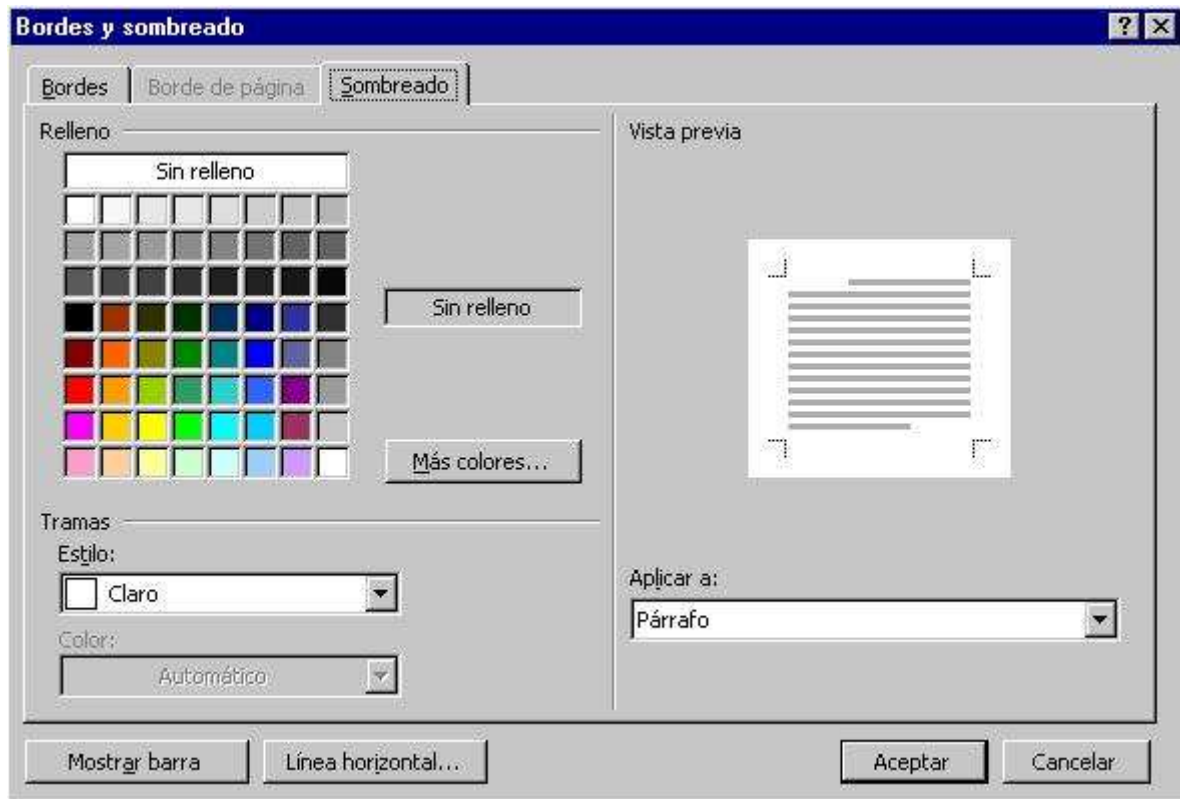 Bordes y sombreado
Bordes
Borde de página
Sombreado
Relleno
Sin relleno
Sin relleno
Más colores...
Tramas
Estilo:
Claro
Color:
Automático
Vista previa
Aplicar a:
Párrafo
Mostrar barra
Línea horizontal...
Aceptar
Cancelar